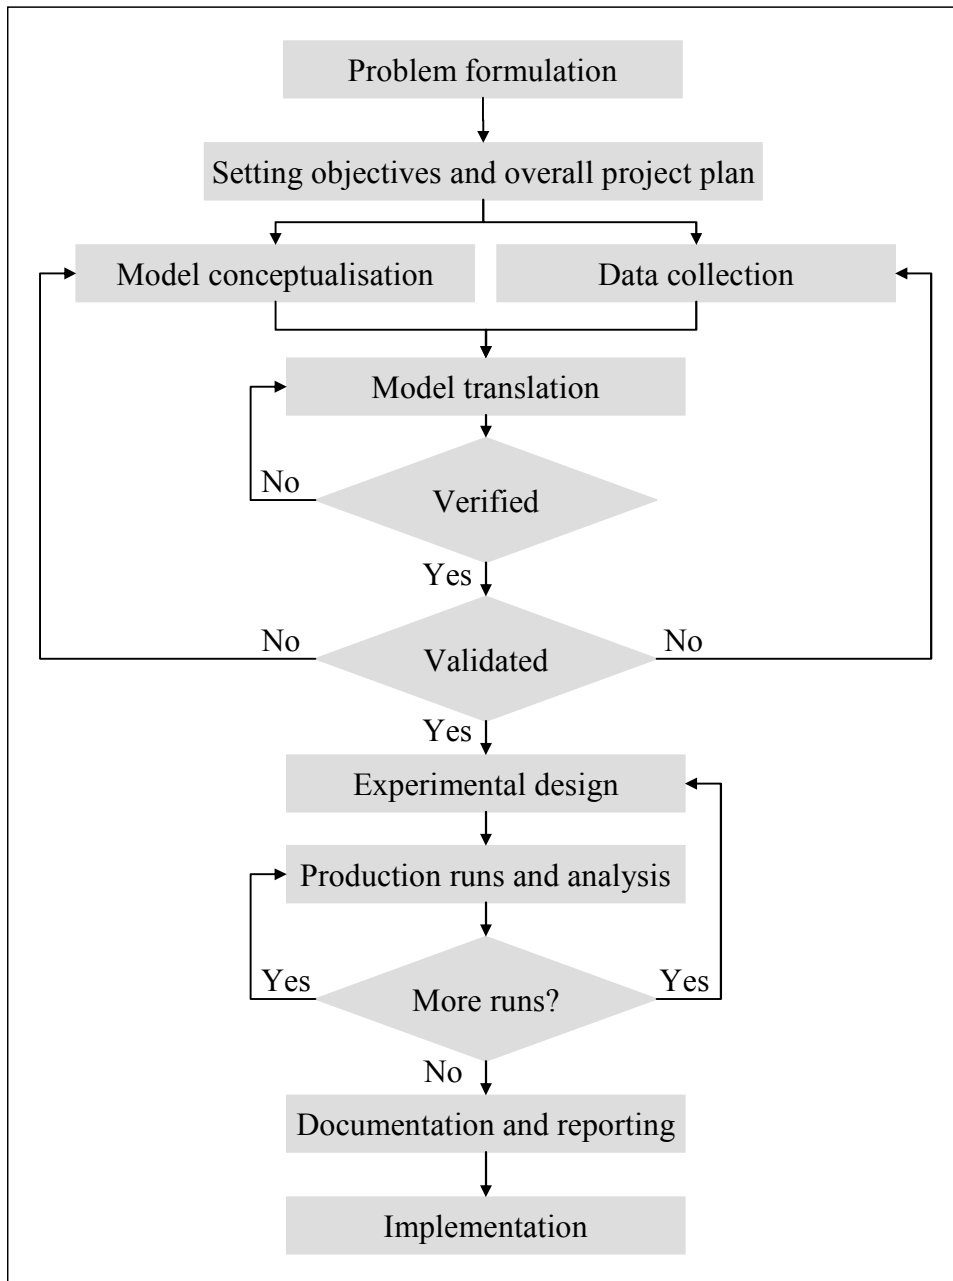 Problem formulation
Setting objectives and overall project plan
Model conceptualisation
Data collection
Model translation
No
Verified
Yes
No
Validated
No
Yes
Experimental design
Production runs and analysis
Yes
More runs?
Yes
No
Documentation and reporting
Implementation